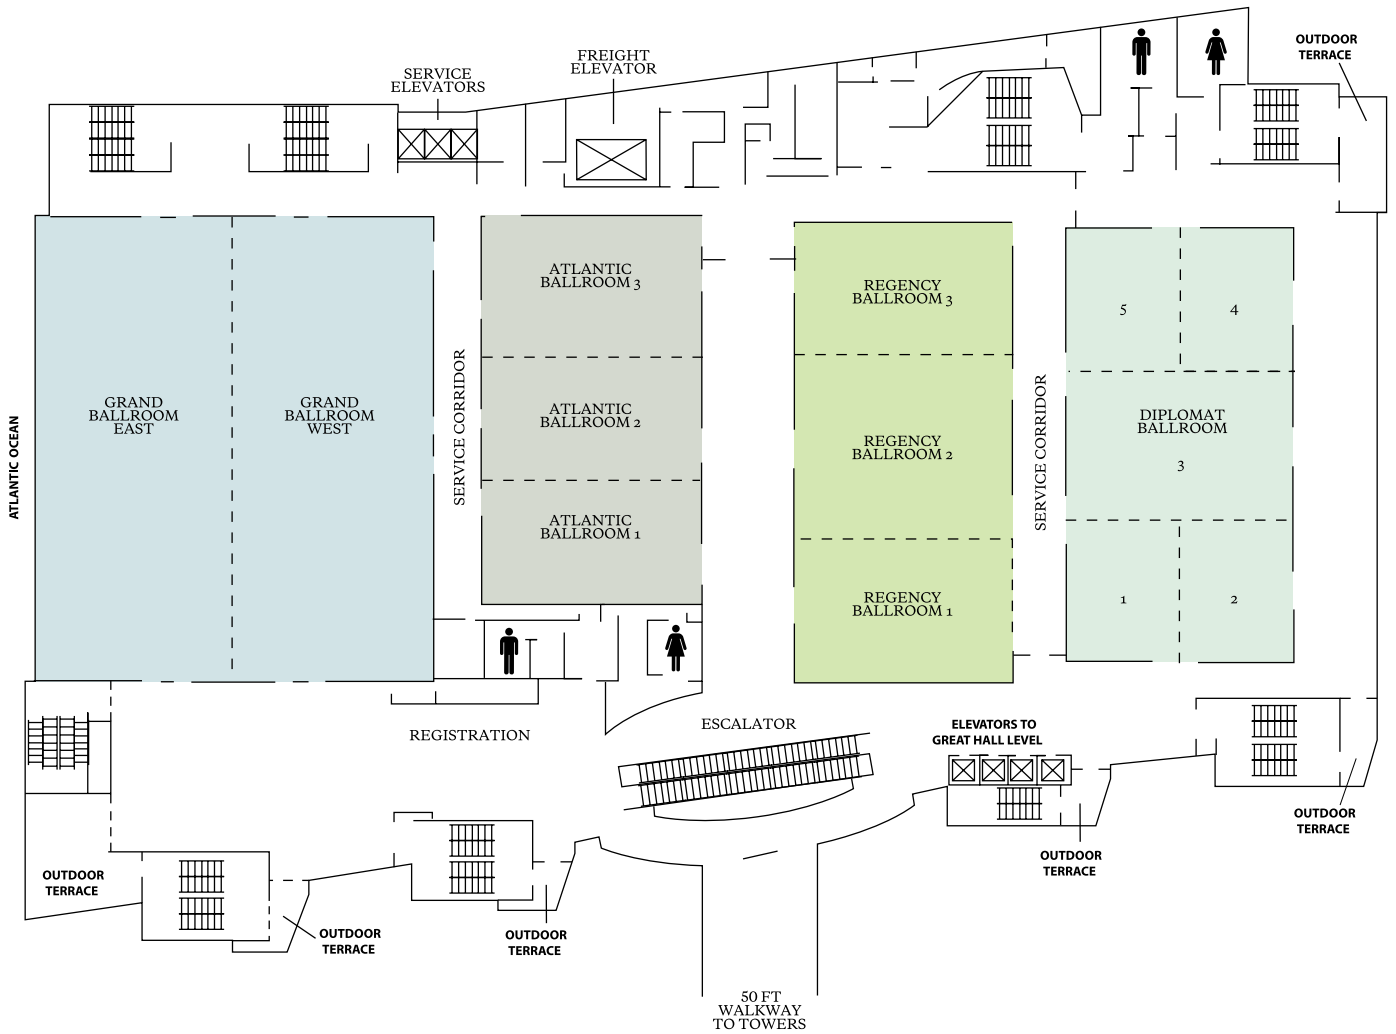 OUTDOOR
TERRACE
FREIGHT
ELEVATOR
SERVICE
ELEVATORS
ATLANTIC
BALLROOM 3
REGENCY
BALLROOM 3
5
4
GRAND
BALLROOM
EAST
GRAND
BALLROOM
WEST
ATLANTIC
BALLROOM 2
REGENCY
BALLROOM 2
DIPLOMAT
BALLROOM
3
ATLANTIC OCEAN
SERVICE CORRIDOR
SERVICE CORRIDOR
ATLANTIC
BALLROOM 1
REGENCY
BALLROOM 1
1
2
REGISTRATION
ESCALATOR
ELEVATORS TO
GREAT HALL LEVEL
OUTDOOR
TERRACE
OUTDOOR
TERRACE
OUTDOOR
TERRACE
OUTDOOR
TERRACE
OUTDOOR
TERRACE
50 FT
WALKWAY
TO TOWERS